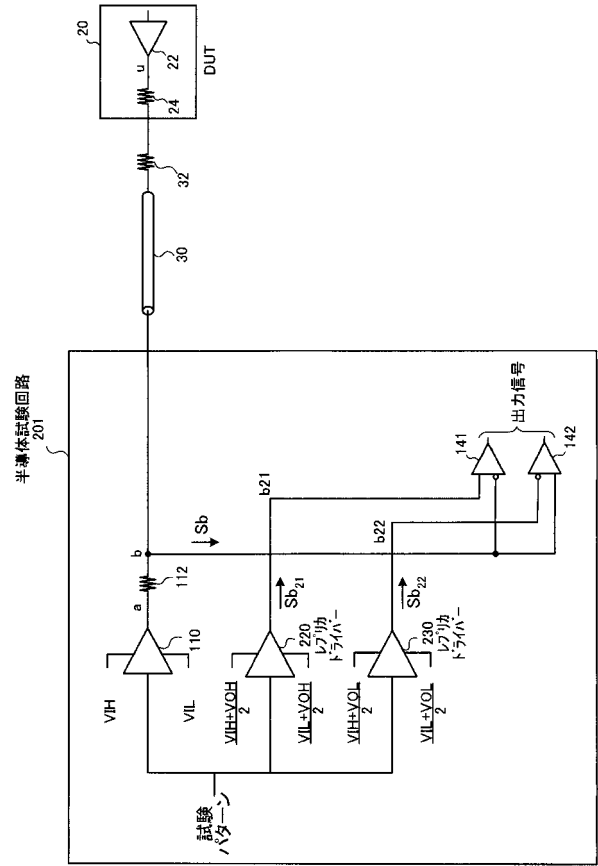 半導体試験回路
201
試験
パターン
VIH
VIL
110
a
112
b
Sb
VIH+VOH
2
VIL+VOH
2
220
レプリカ
ドライバー
Sb21
b21
VIH+VOL
2
VIL+VOL
2
230
レプリカ
ドライバー
Sb22
b22
141
142
出力信号
30
32
20
u
22
24
DUT